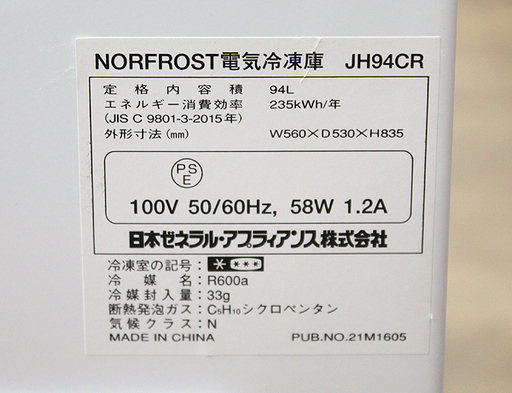 NORFROST電気冷凍庫 JH94CR
定格内容積 94L
エネルギー消費効率 235kWh/年
(JIS C 9801-3-2015年)
外形寸法(mm) W560×D530×H835
PS
E
100V 50/60Hz, 58W 1.2A
日本ゼネラル・アプライアンス株式会社
冷凍室の記号: * ***
冷媒名: R600a
冷媒封入量: 33g
断熱発泡ガス: C₅H₁₀シクロペンタン
気候クラス: N
MADE IN CHINA PUB.NO.21M1605